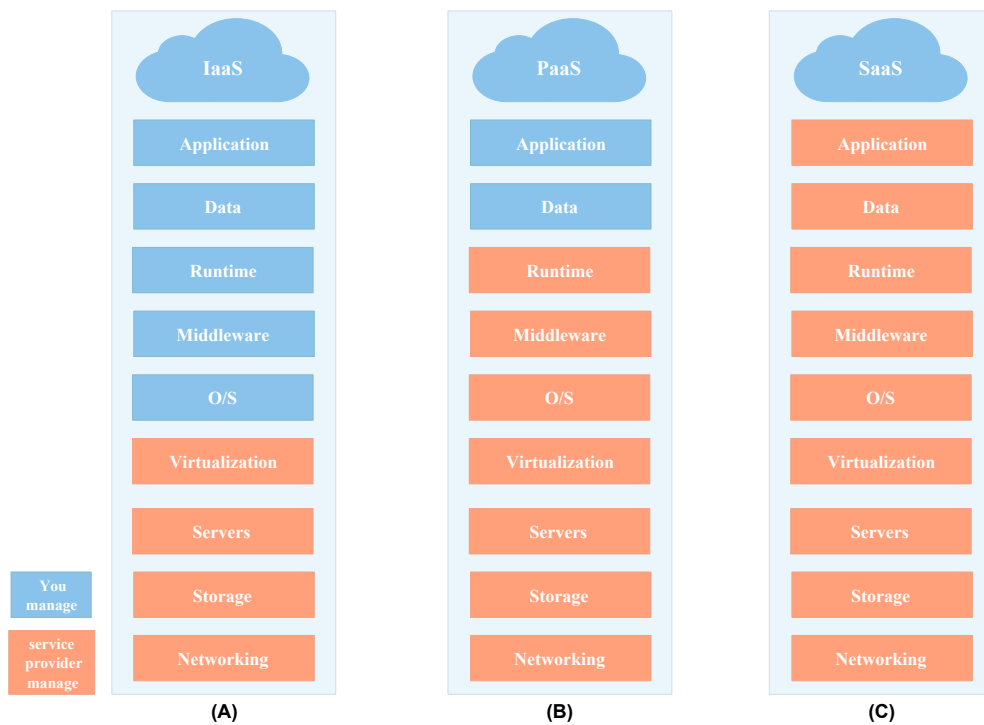 IaaS
Application
Data
Runtime
Middleware
O/S
Virtualization
Servers
Storage
Networking
(A)
PaaS
Application
Data
Runtime
Middleware
O/S
Virtualization
Servers
Storage
Networking
(B)
SaaS
Application
Data
Runtime
Middleware
O/S
Virtualization
Servers
Storage
Networking
(C)
You
manage
service
provider
manage